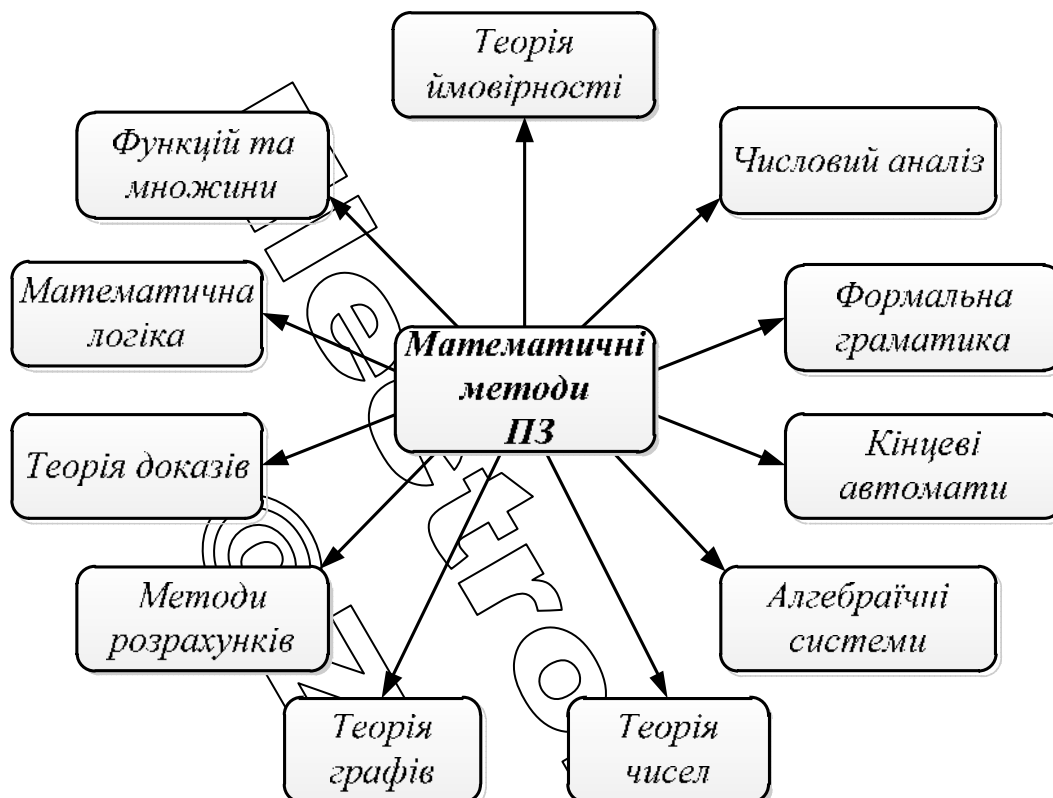 Теорія
ймовірності
Функцій та
множини
Числовий аналіз
Математична
логіка
Формальна
граматика
Математичні
методи
ПЗ
Теорія доказів
Кінцеві
автомати
Методи
розрахунків
Алгебраїчні
системи
Теорія
графів
Теорія
чисел